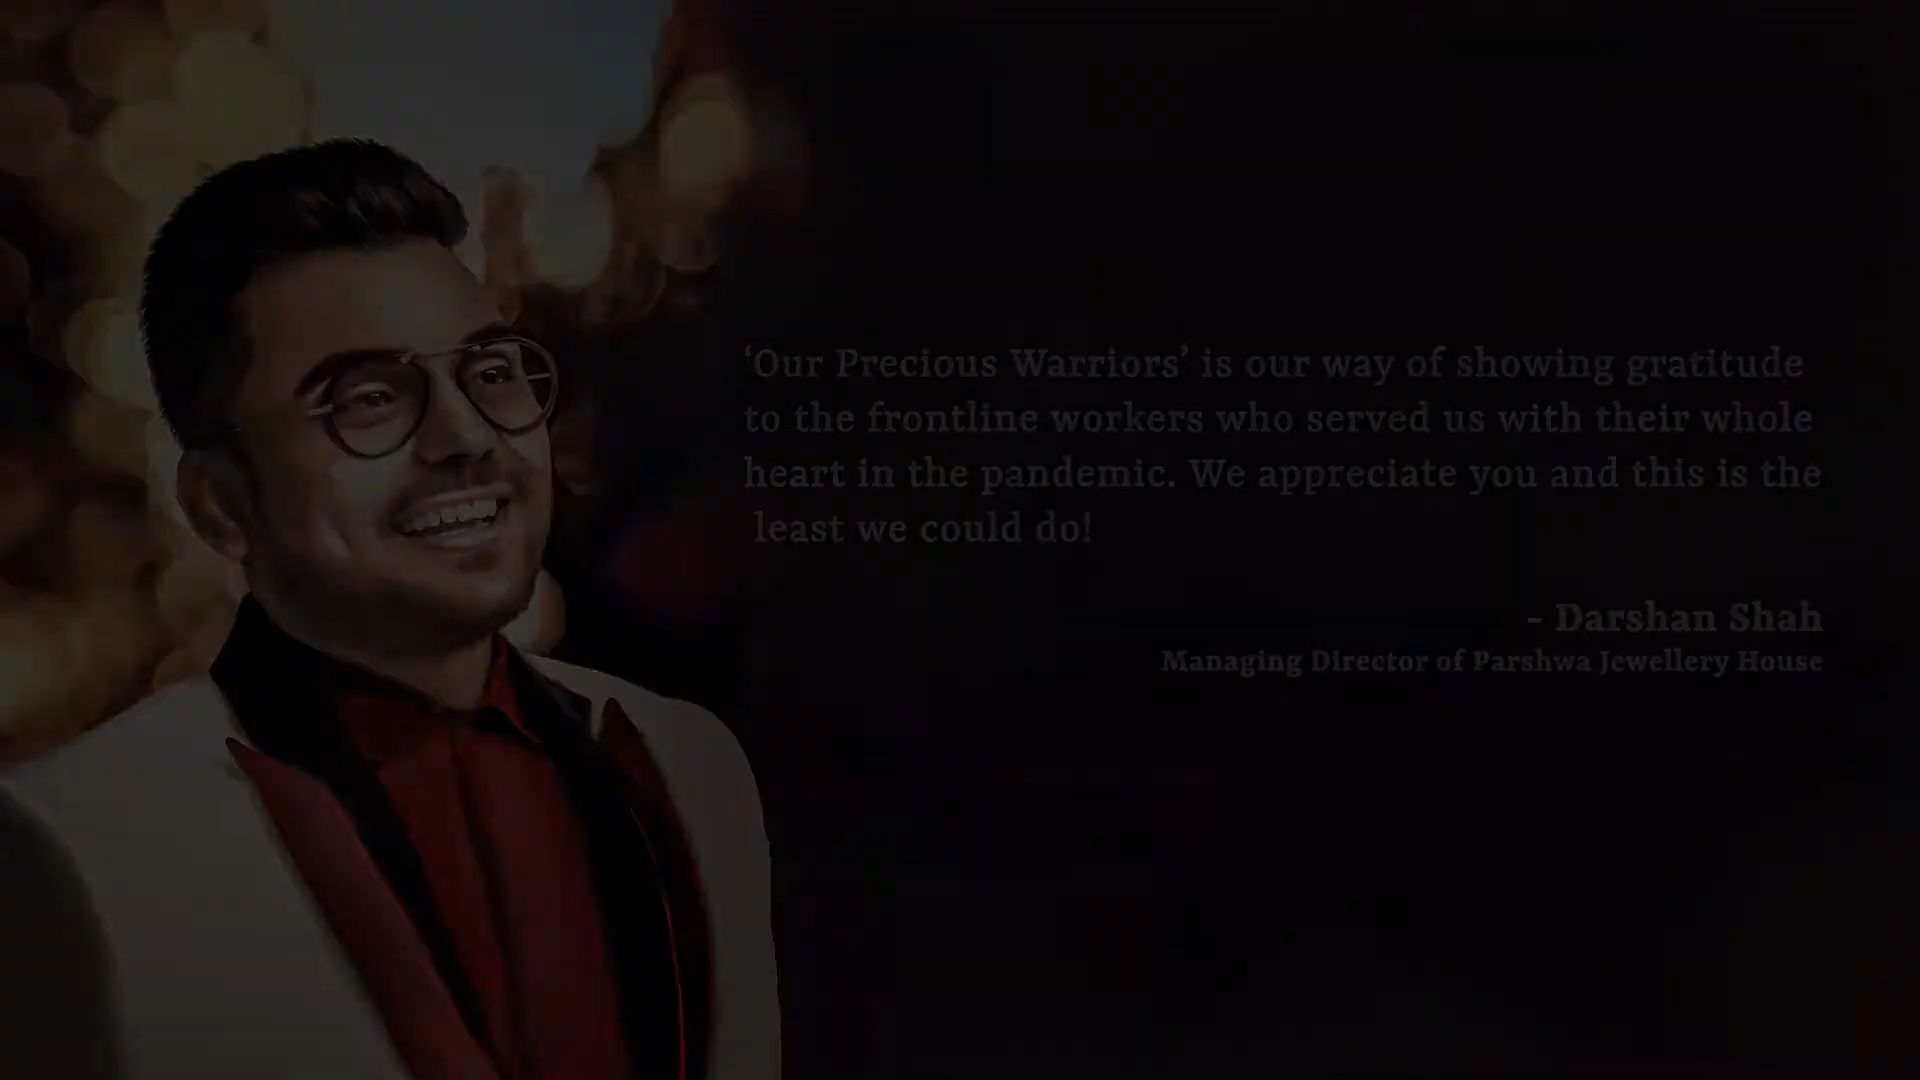 ‘Our Precious Warriors’ is our way of showing gratitude
to the frontline workers who served us with their whole
heart in the pandemic. We appreciate you and this is the
least we could do!
- Darshan Shah
Managing Director of Parshwa Jewellery House